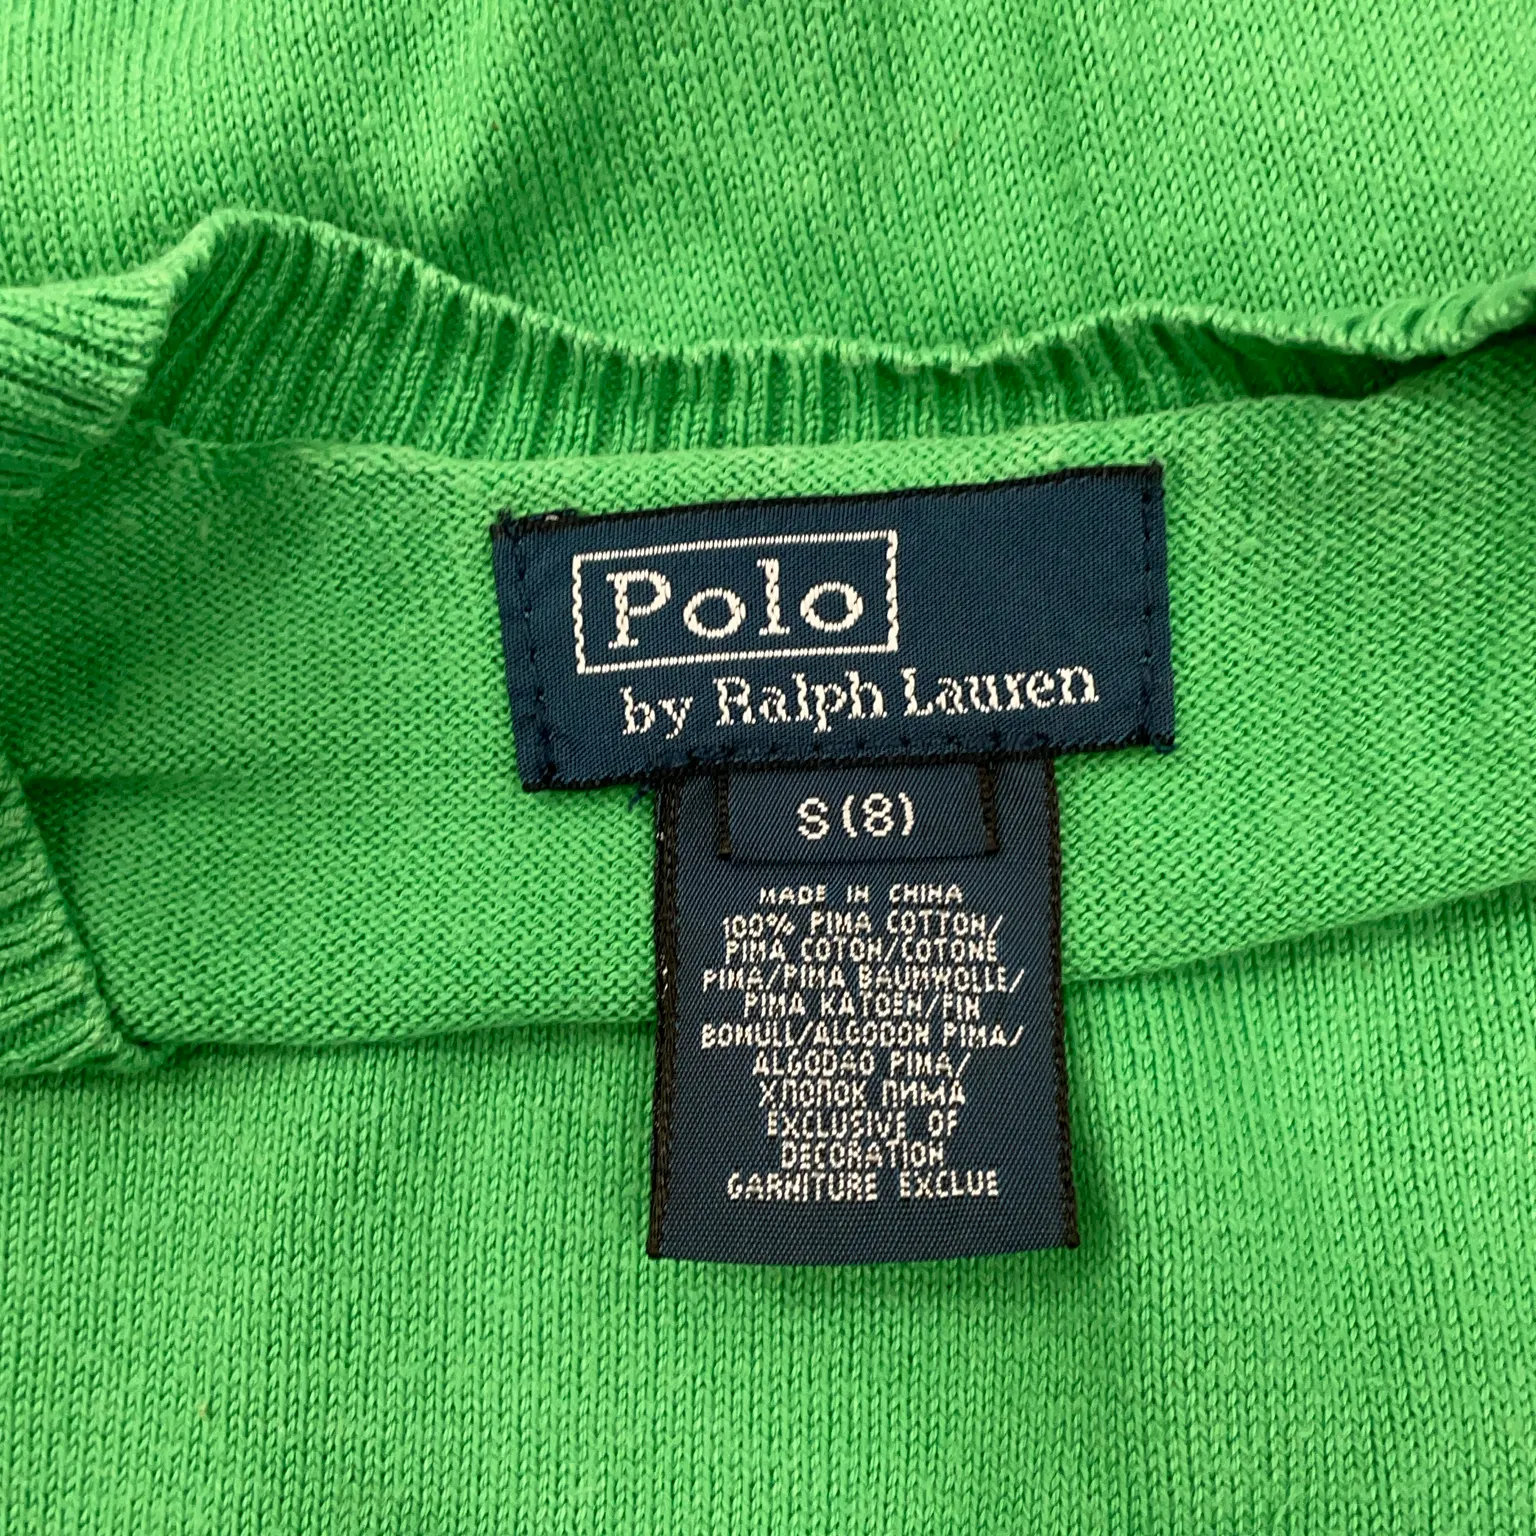 Polo
by Ralph Lauren
S (8)
MADE IN CHINA
100% PIMA COTTON/
PIMA COTON/COTONE
PIMA/PIMA BAUMWOLLE/
PIMA KATOEN/FIN
BOMULL/ALGODON PIMA/
ALGODAO PIMA/
ХЛОПОК ПИМА
EXCLUSIVE OF
DECORATION
GARNITURE EXCLUE